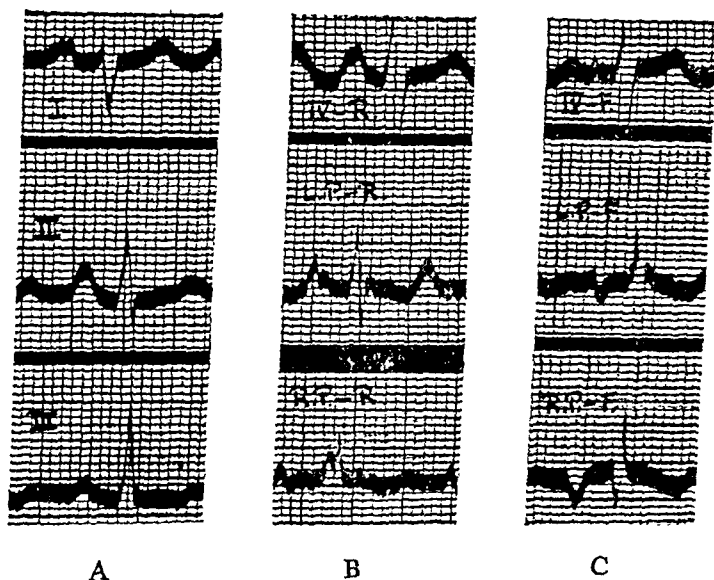 I
II
III
IV-R
L.P.-R.
R.P.-R
IV-F.
L.P.-F.
R.P.-F.
A B C